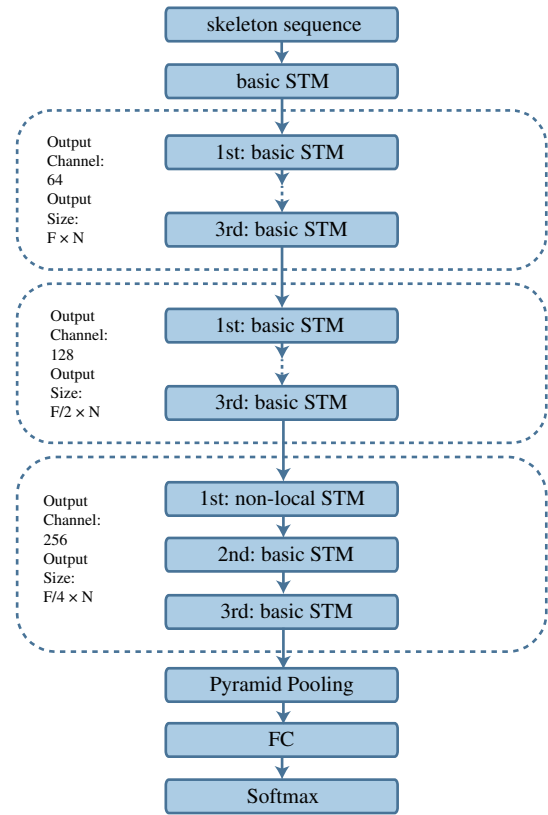 skeleton sequence
basic STM
Output
Channel:
64
Output
Size:
F × N
1st: basic STM
3rd: basic STM
Output
Channel:
128
Output
Size:
F/2 × N
1st: basic STM
3rd: basic STM
Output
Channel:
256
Output
Size:
F/4 × N
1st: non-local STM
2nd: basic STM
3rd: basic STM
Pyramid Pooling
FC
Softmax